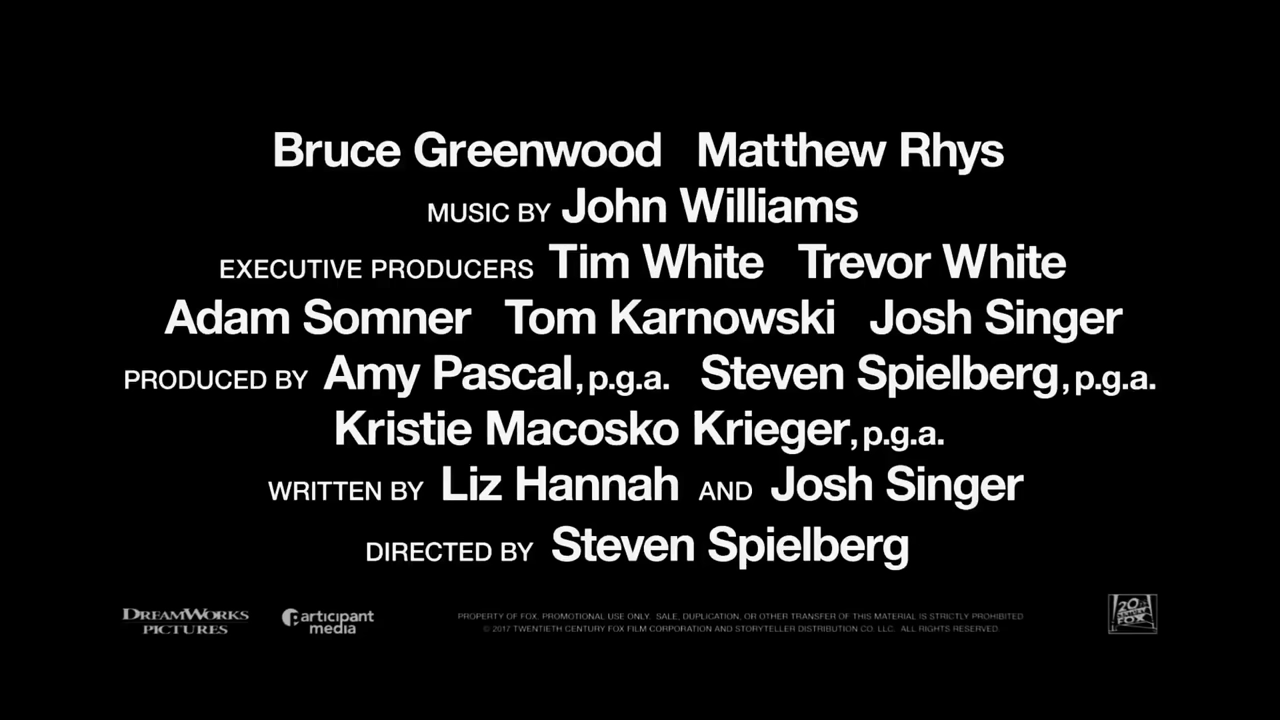 Bruce Greenwood Matthew Rhys
MUSIC BY John Williams
EXECUTIVE PRODUCERS Tim White Trevor White
Adam Somner Tom Karnowski Josh Singer
PRODUCED BY Amy Pascal, p.g.a. Steven Spielberg, p.g.a.
Kristie Macosko Krieger, p.g.a.
WRITTEN BY Liz Hannah AND Josh Singer
DIRECTED BY Steven Spielberg
DREAMWORKS
PICTURES
Participant
media
PROPERTY OF FOX. PROMOTIONAL USE ONLY. SALE, DUPLICATION, OR OTHER TRANSFER OF THIS MATERIAL IS STRICTLY PROHIBITED
© 2017 TWENTIETH CENTURY FOX FILM CORPORATION AND STORYTELLER DISTRIBUTION CO. LLC. ALL RIGHTS RESERVED.
20th
CENTURY
FOX